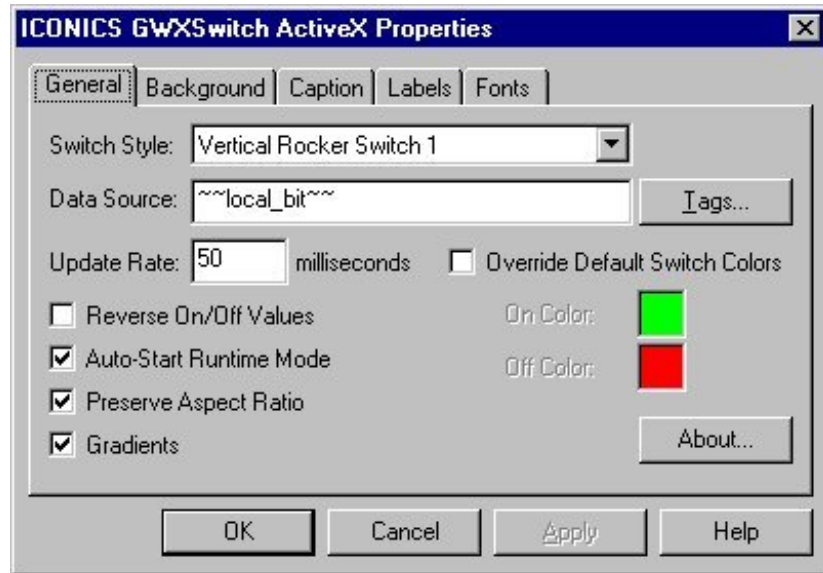 ICONICS GWXSwitch ActiveX Properties
General Background Caption Labels Fonts
Switch Style: Vertical Rocker Switch 1
Data Source: ~~local_bit~~ Tags...
Update Rate: 50 milliseconds Override Default Switch Colors
Reverse On/Off Values On Color:
Auto-Start Runtime Mode Off Color:
Preserve Aspect Ratio
Gradients About...
OK Cancel Apply Help